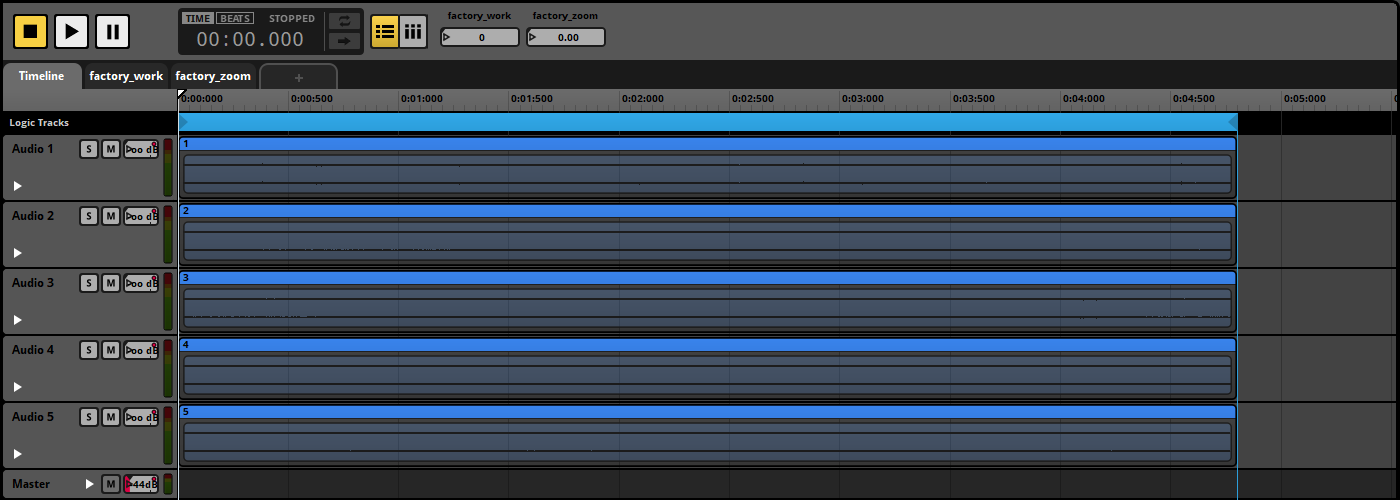 factory_work factory_zoom
TIME BEATS STOPPED
00:00.000
0 0.00
Timeline factory_work factory_zoom +
0:00:000 0:00:500 0:01:000 0:01:500 0:02:000 0:02:500 0:03:000 0:03:500 0:04:000 0:04:500 0:05:000
Logic Tracks
Audio 1 S M oo dB 1
Audio 2 S M oo dB 2
Audio 3 S M oo dB 3
Audio 4 S M oo dB 4
Audio 5 S M oo dB 5
Master M -44dB